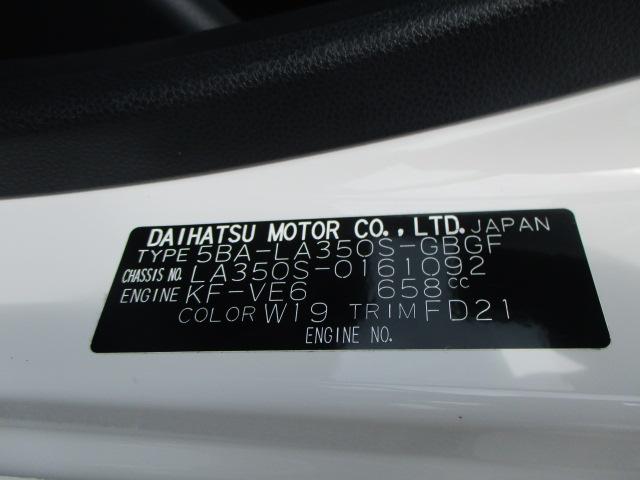 DAIHATSU MOTOR CO., LTD. JAPAN
TYPE 5BA-LA350S-GBGF
CHASSIS NO. LA350S-0161092
ENGINE KF-VE6 658cc
COLOR W19 TRIM FD21
ENGINE NO.